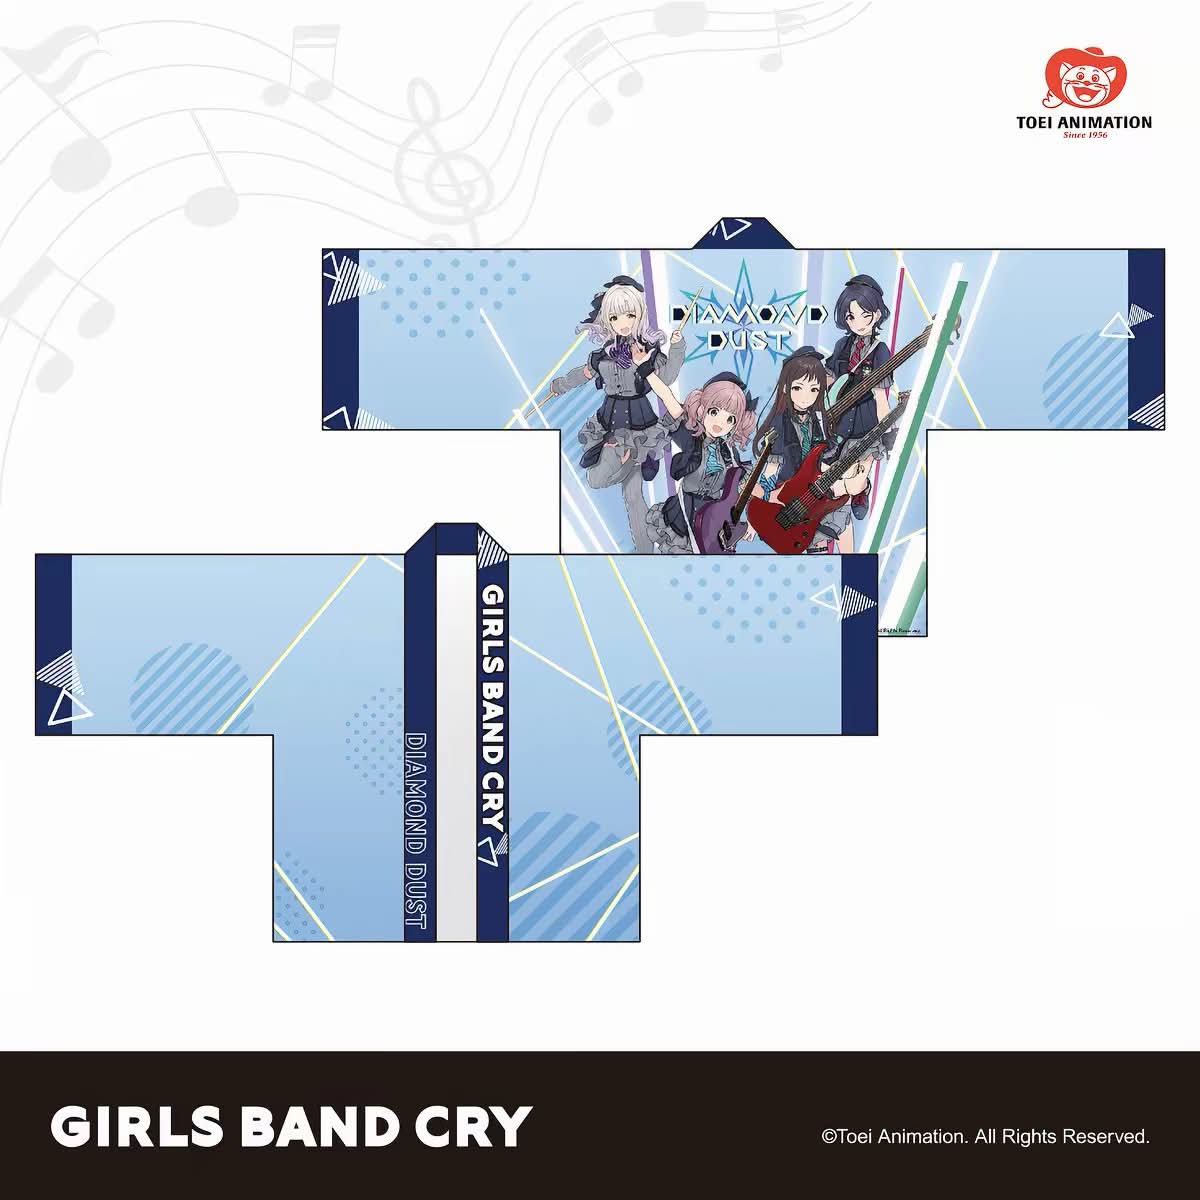 TOEI ANIMATION
Since 1956
DIAMOND
DUST
GIRLS BAND CRY
DIAMOND DUST
GIRLS BAND CRY
©Toei Animation. All Rights Reserved.